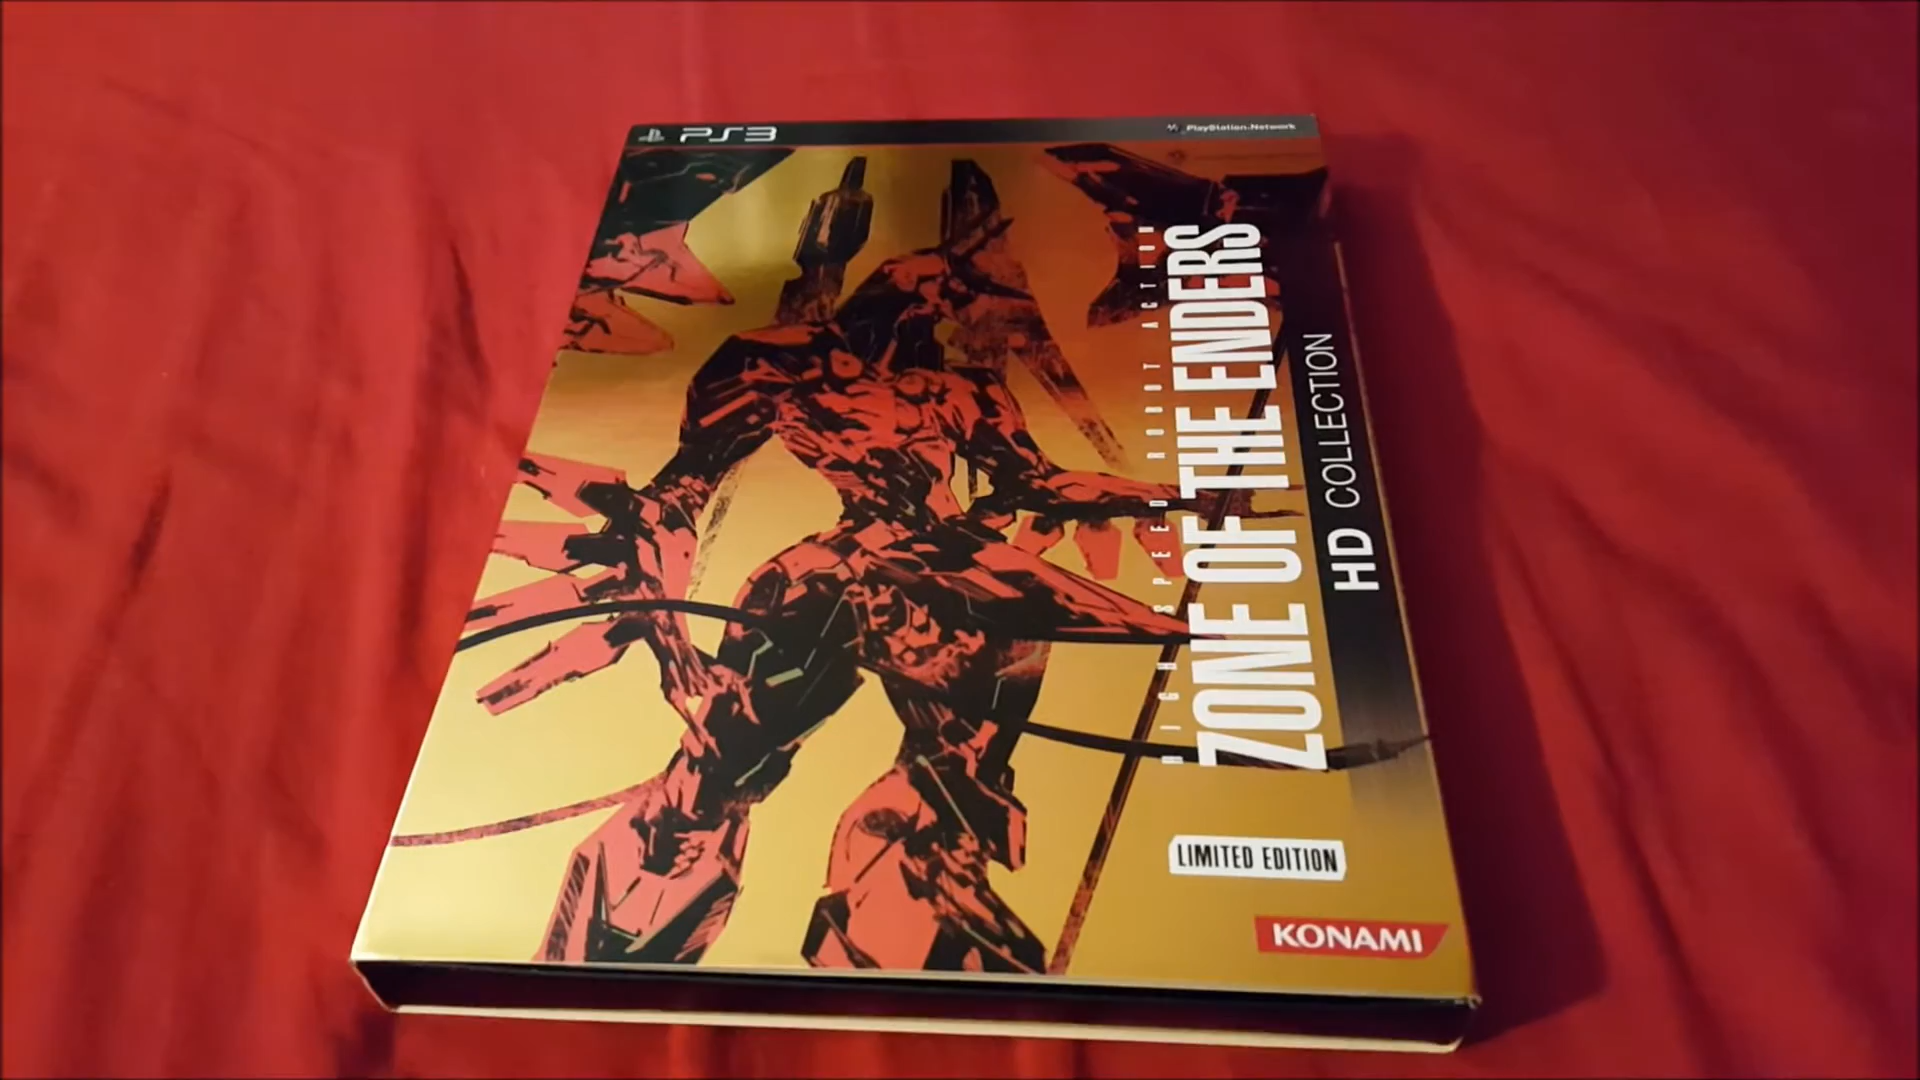 PS3
PlayStation Network
HIGH SPEED ROBOT ACTION
ZONE OF THE ENDERS
HD COLLECTION
LIMITED EDITION
KONAMI